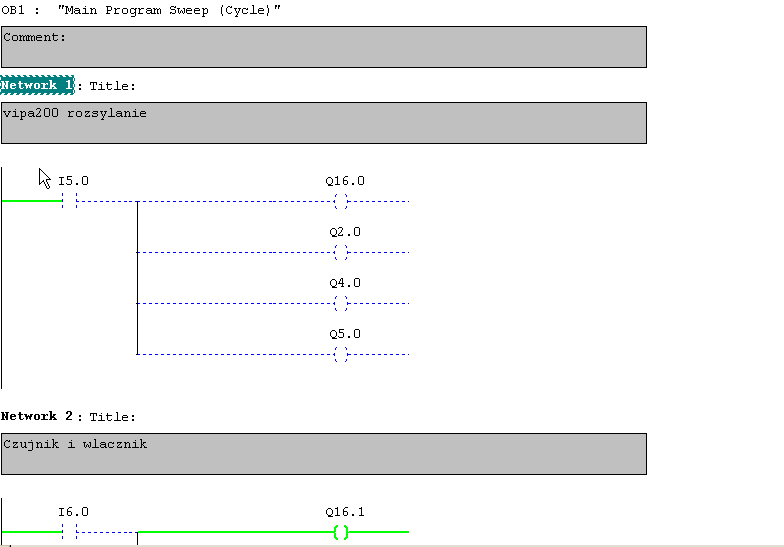 OB1 : "Main Program Sweep (Cycle)"
Comment:
Network 1: Title:
vipa200 rozsylanie
I5.0 Q16.0
Q2.0
Q4.0
Q5.0
Network 2: Title:
Czujnik i wlacznik
I6.0 Q16.1